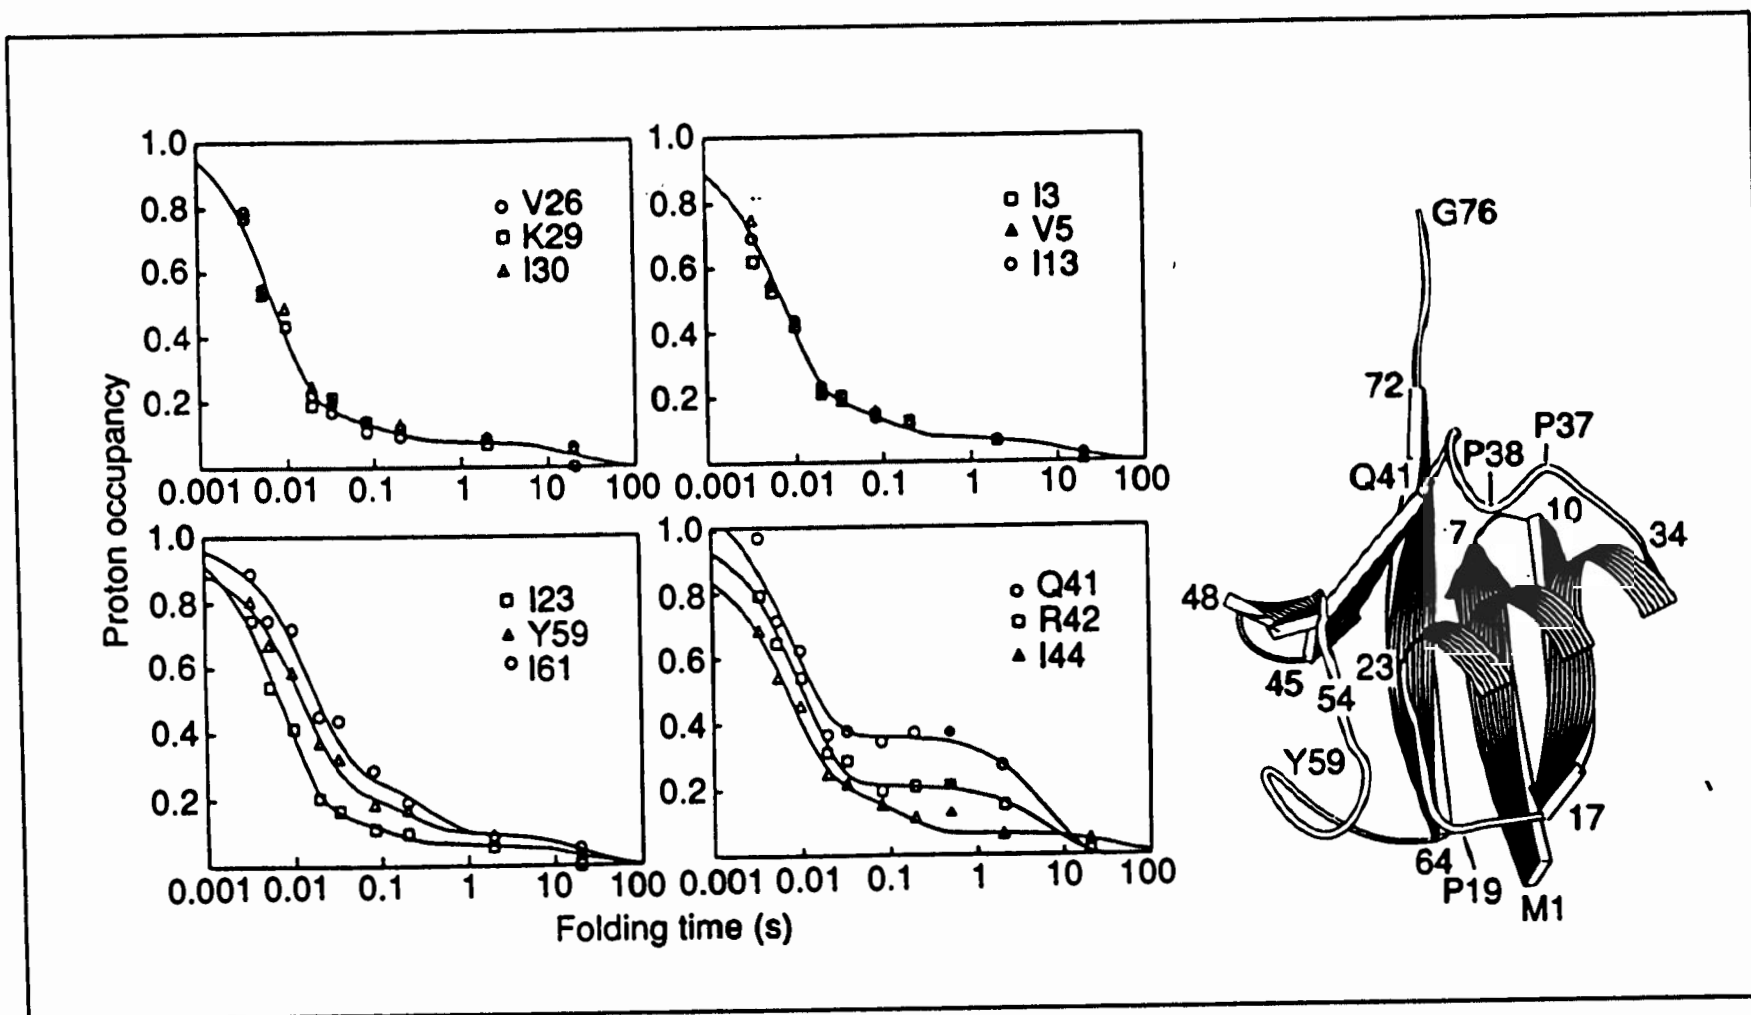 Proton occupancy
1.0
0.8
0.6
0.4
0.2
0.001 0.01 0.1 1 10 100
V26
K29
I30
1.0
0.8
0.6
0.4
0.2
0.001 0.01 0.1 1 10 100
I3
V5
I13
1.0
0.8
0.6
0.4
0.2
0.001 0.01 0.1 1 10 100
I23
Y59
I61
1.0
0.8
0.6
0.4
0.2
0.001 0.01 0.1 1 10 100
Q41
R42
I44
Folding time (s)
G76
72
P37
P38
Q41
10
7
34
48
23
45
54
Y59
17
64
P19
M1